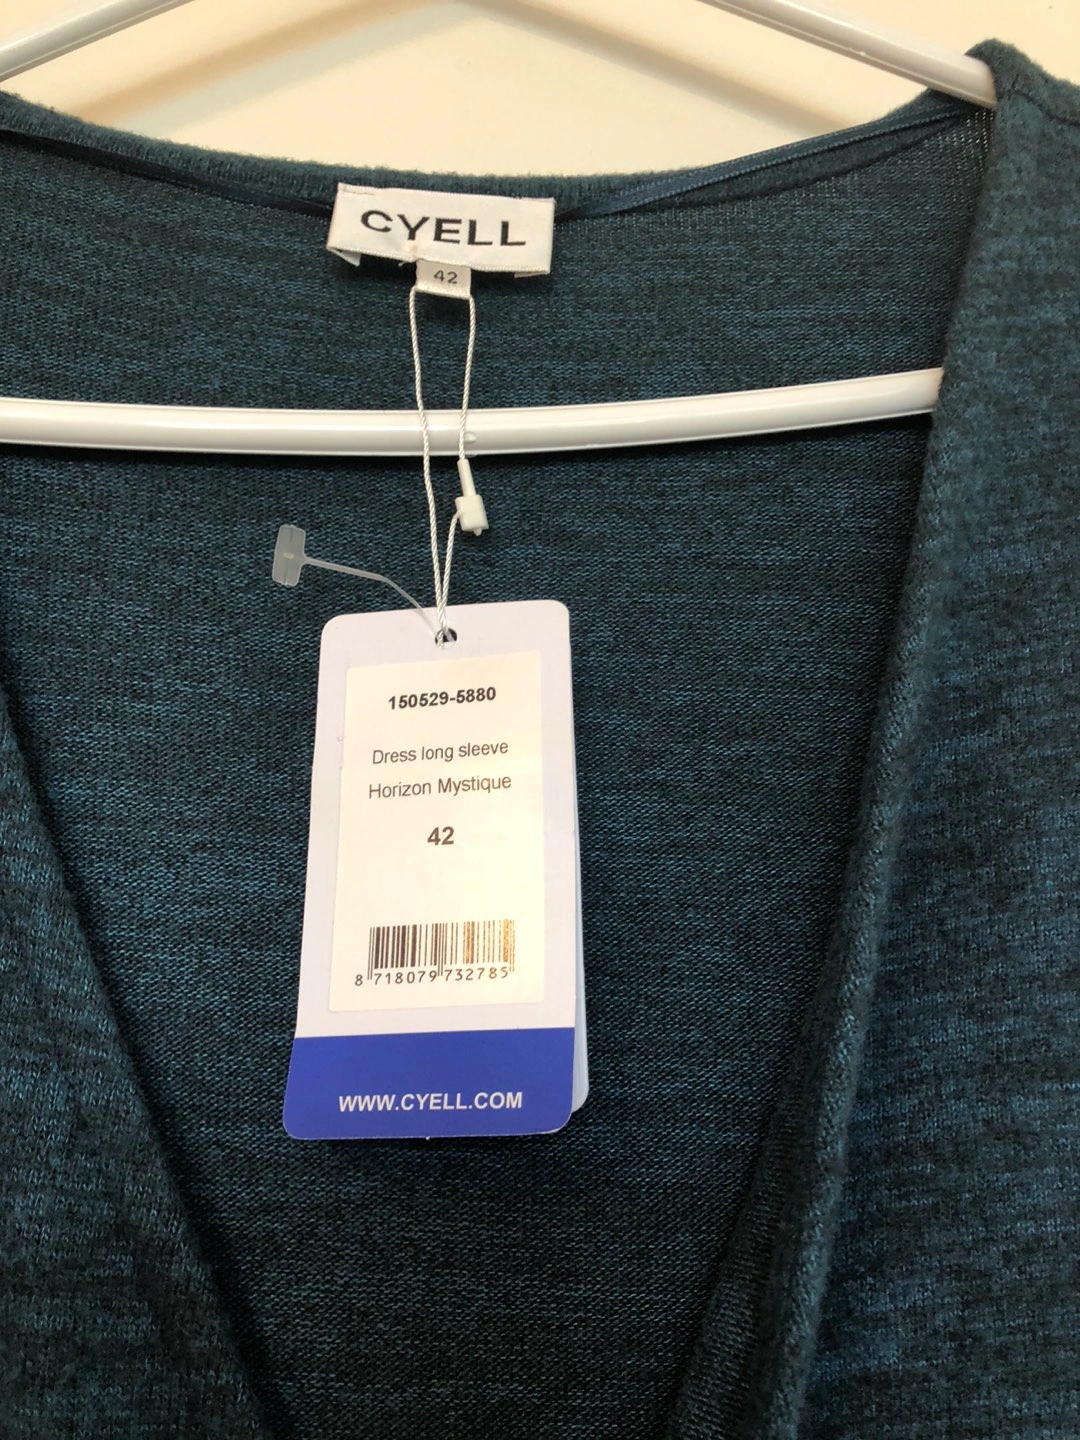 CYELL
42
150529-5880
Dress long sleeve
Horizon Mystique
42
8 718079 732785
WWW.CYELL.COM